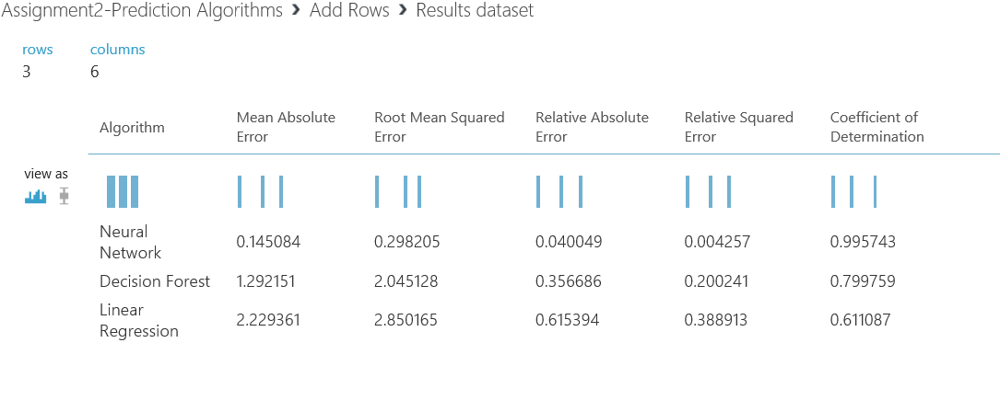 Assignment2-Prediction Algorithms › Add Rows › Results dataset
rows columns
3 6
Algorithm Mean Absolute Error Root Mean Squared Error Relative Absolute Error Relative Squared Error Coefficient of Determination
view as
Neural Network 0.145084 0.298205 0.040049 0.004257 0.995743
Decision Forest 1.292151 2.045128 0.356686 0.200241 0.799759
Linear Regression 2.229361 2.850165 0.615394 0.388913 0.611087